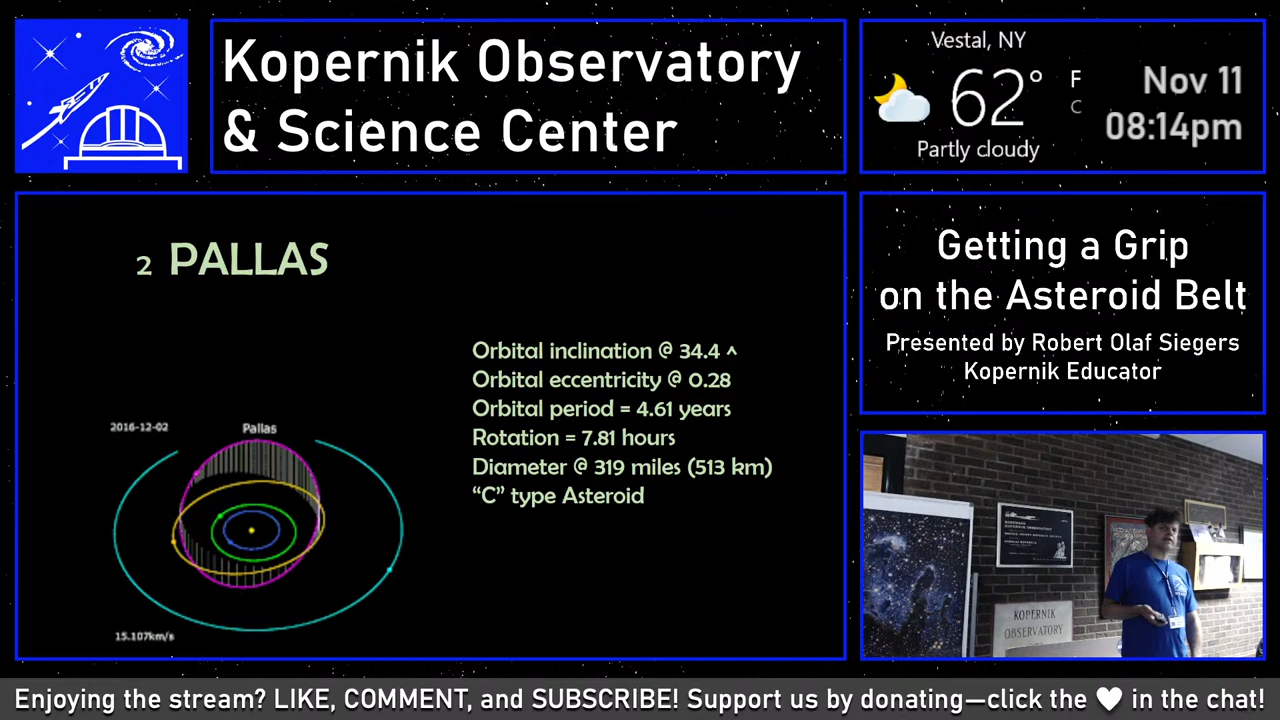 Kopernik Observatory
& Science Center
Vestal, NY
62° F
C
Partly cloudy
Nov 11
08:14pm
2 PALLAS
Orbital inclination @ 34.4 ^
Orbital eccentricity @ 0.28
Orbital period = 4.61 years
Rotation = 7.81 hours
Diameter @ 319 miles (513 km)
“C” type Asteroid
2016-12-02
Pallas
15.107km/s
Getting a Grip
on the Asteroid Belt
Presented by Robert Olaf Siegers
Kopernik Educator
KOPERNIK
OBSERVATORY
Enjoying the stream? LIKE, COMMENT, and SUBSCRIBE! Support us by donating—click the ♥ in the chat!